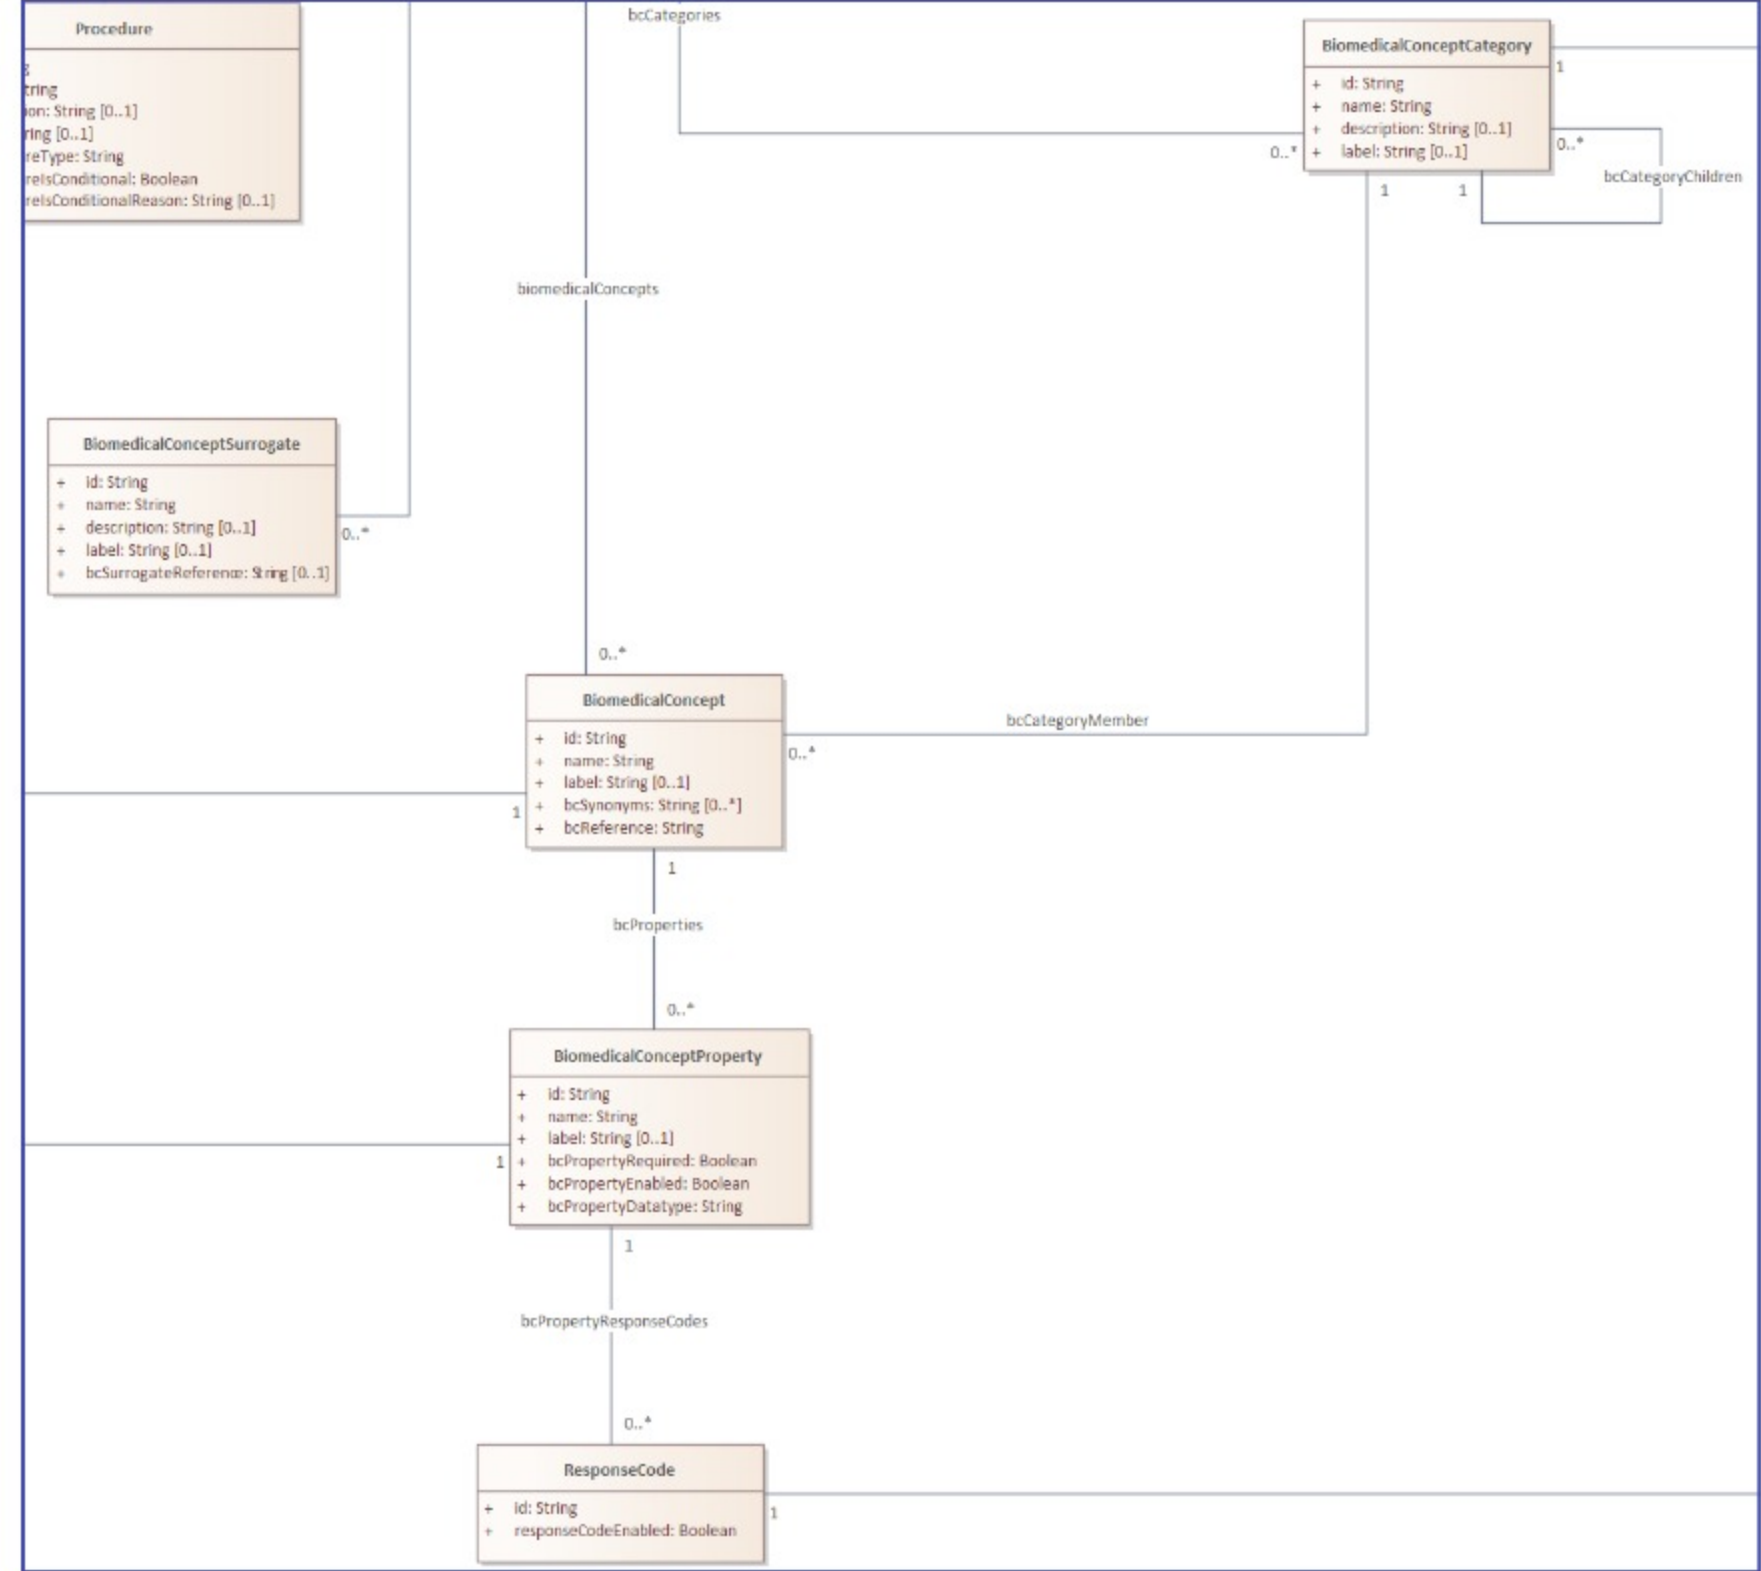 bcCategories
Procedure
g
tring
ion: String [0..1]
ring [0..1]
reType: String
reIsConditional: Boolean
reIsConditionalReason: String [0..1]
BiomedicalConceptCategory
+ id: String
+ name: String
+ description: String [0..1]
+ label: String [0..1]
1
0..*
0..*
bcCategoryChildren
1
1
biomedicalConcepts
BiomedicalConceptSurrogate
+ id: String
+ name: String
+ description: String [0..1]
+ label: String [0..1]
+ bcSurrogateReference: String [0..1]
0..*
0..*
BiomedicalConcept
+ id: String
+ name: String
+ label: String [0..1]
+ bcSynonyms: String [0..*]
+ bcReference: String
bcCategoryMember
0..*
1
1
bcProperties
0..*
BiomedicalConceptProperty
+ id: String
+ name: String
+ label: String [0..1]
+ bcPropertyRequired: Boolean
+ bcPropertyEnabled: Boolean
+ bcPropertyDatatype: String
1
1
bcPropertyResponseCodes
0..*
ResponseCode
+ id: String
+ responseCodeEnabled: Boolean
1